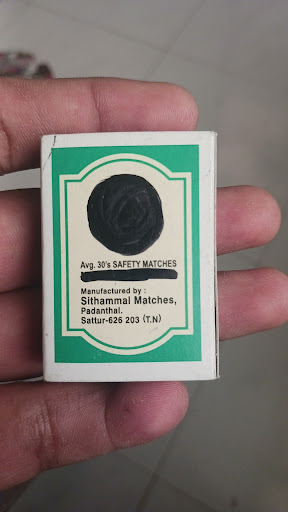 Avg. 30's SAFETY MATCHES
Manufactured by :
Sithammal Matches,
Padanthal.
Sattur-626 203 (T.N)